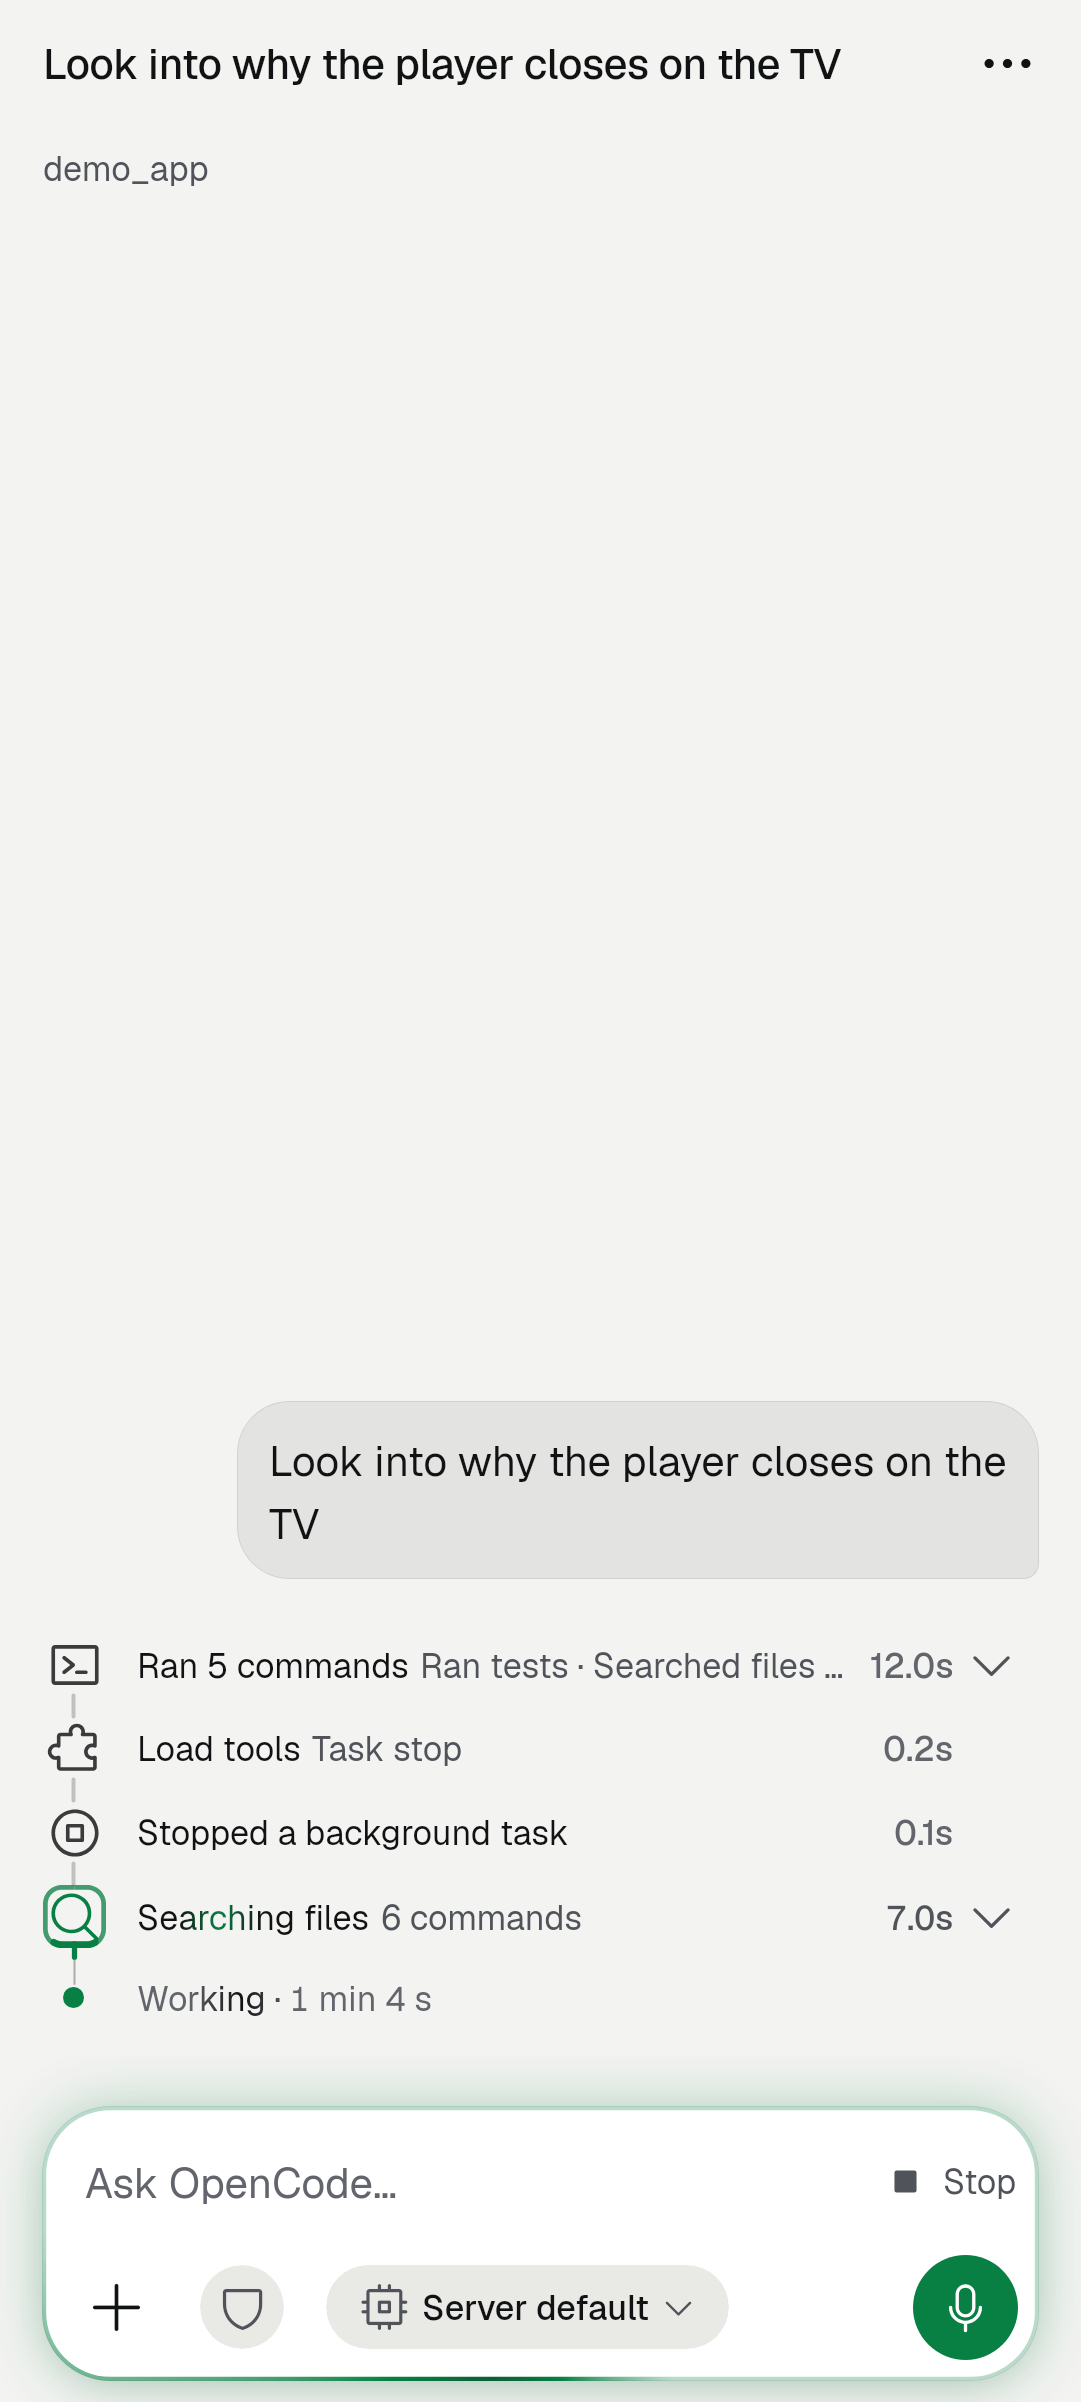 Look into why the player closes on the TV
demo_app
Look into why the player closes on the
TV
Ran 5 commands Ran tests · Searched files … 12.0s
Load tools Task stop 0.2s
Stopped a background task 0.1s
Searching files 6 commands 7.0s
Working · 1 min 4 s
Ask OpenCode… Stop
Server default